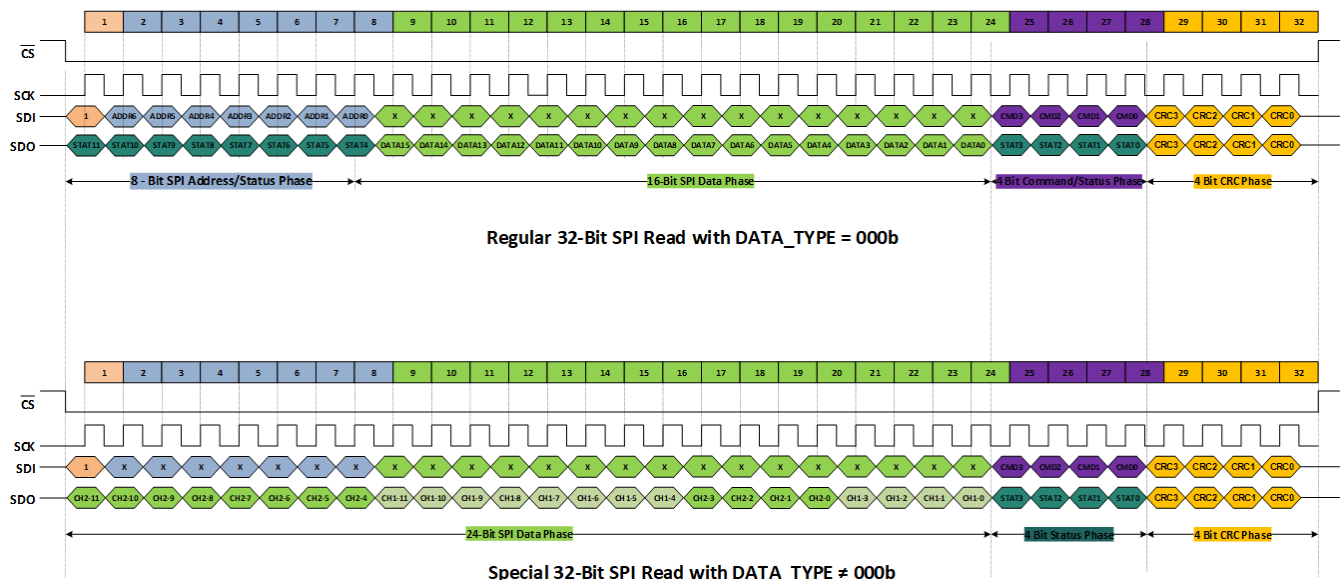 1 2 3 4 5 6 7 8 9 10 11 12 13 14 15 16 17 18 19 20 21 22 23 24 25 26 27 28 29 30 31 32
CS
SCK
SDI 1 ADDR6 ADDR5 ADDR4 ADDR3 ADDR2 ADDR1 ADDR0 X X X X X X X X X X X X X X X X CMD3 CMD2 CMD1 CMD0 CRC3 CRC2 CRC1 CRC0
SDO STAT11 STAT10 STAT9 STAT8 STAT7 STAT6 STAT5 STAT4 DATA15 DATA14 DATA13 DATA12 DATA11 DATA10 DATA9 DATA8 DATA7 DATA6 DATA5 DATA4 DATA3 DATA2 DATA1 DATA0 STAT3 STAT2 STAT1 STAT0 CRC3 CRC2 CRC1 CRC0
8 - Bit SPI Address/Status Phase 16-Bit SPI Data Phase 4 Bit Command/Status Phase 4 Bit CRC Phase
Regular 32-Bit SPI Read with DATA_TYPE = 000b
1 2 3 4 5 6 7 8 9 10 11 12 13 14 15 16 17 18 19 20 21 22 23 24 25 26 27 28 29 30 31 32
CS
SCK
SDI 1 X X X X X X X X X X X X X X X X X X X X X X X CMD3 CMD2 CMD1 CMD0 CRC3 CRC2 CRC1 CRC0
SDO CH2-11 CH2-10 CH2-9 CH2-8 CH2-7 CH2-6 CH2-5 CH2-4 CH1-11 CH1-10 CH1-9 CH1-8 CH1-7 CH1-6 CH1-5 CH1-4 CH2-3 CH2-2 CH2-1 CH2-0 CH1-3 CH1-2 CH1-1 CH1-0 STAT3 STAT2 STAT1 STAT0 CRC3 CRC2 CRC1 CRC0
24-Bit SPI Data Phase 4 Bit Status Phase 4 Bit CRC Phase
Special 32-Bit SPI Read with DATA_TYPE ≠ 000b